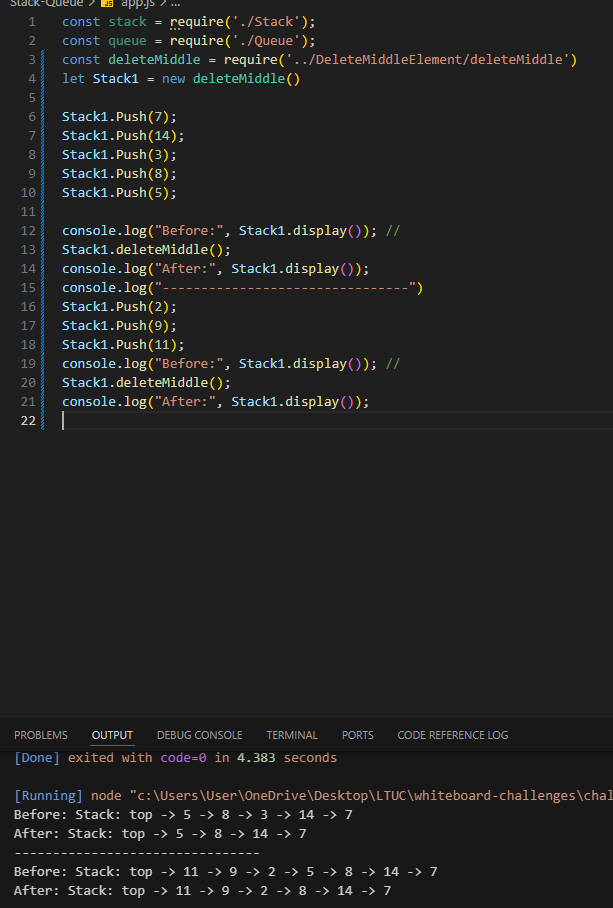 Stack-Queue > JS app.js > ...
1 const stack = require('./Stack');
2 const queue = require('./Queue');
3 const deleteMiddle = require('../DeleteMiddleElement/deleteMiddle')
4 let Stack1 = new deleteMiddle()
5
6 Stack1.Push(7);
7 Stack1.Push(14);
8 Stack1.Push(3);
9 Stack1.Push(8);
10 Stack1.Push(5);
11
12 console.log("Before:", Stack1.display()); //
13 Stack1.deleteMiddle();
14 console.log("After:", Stack1.display());
15 console.log("--------------------------------")
16 Stack1.Push(2);
17 Stack1.Push(9);
18 Stack1.Push(11);
19 console.log("Before:", Stack1.display()); //
20 Stack1.deleteMiddle();
21 console.log("After:", Stack1.display());
22
PROBLEMS OUTPUT DEBUG CONSOLE TERMINAL PORTS CODE REFERENCE LOG
[Done] exited with code=0 in 4.383 seconds
[Running] node "c:\Users\User\OneDrive\Desktop\LTUC\whiteboard-challenges\chal
Before: Stack: top -> 5 -> 8 -> 3 -> 14 -> 7
After: Stack: top -> 5 -> 8 -> 14 -> 7
--------------------------------
Before: Stack: top -> 11 -> 9 -> 2 -> 5 -> 8 -> 14 -> 7
After: Stack: top -> 11 -> 9 -> 2 -> 8 -> 14 -> 7